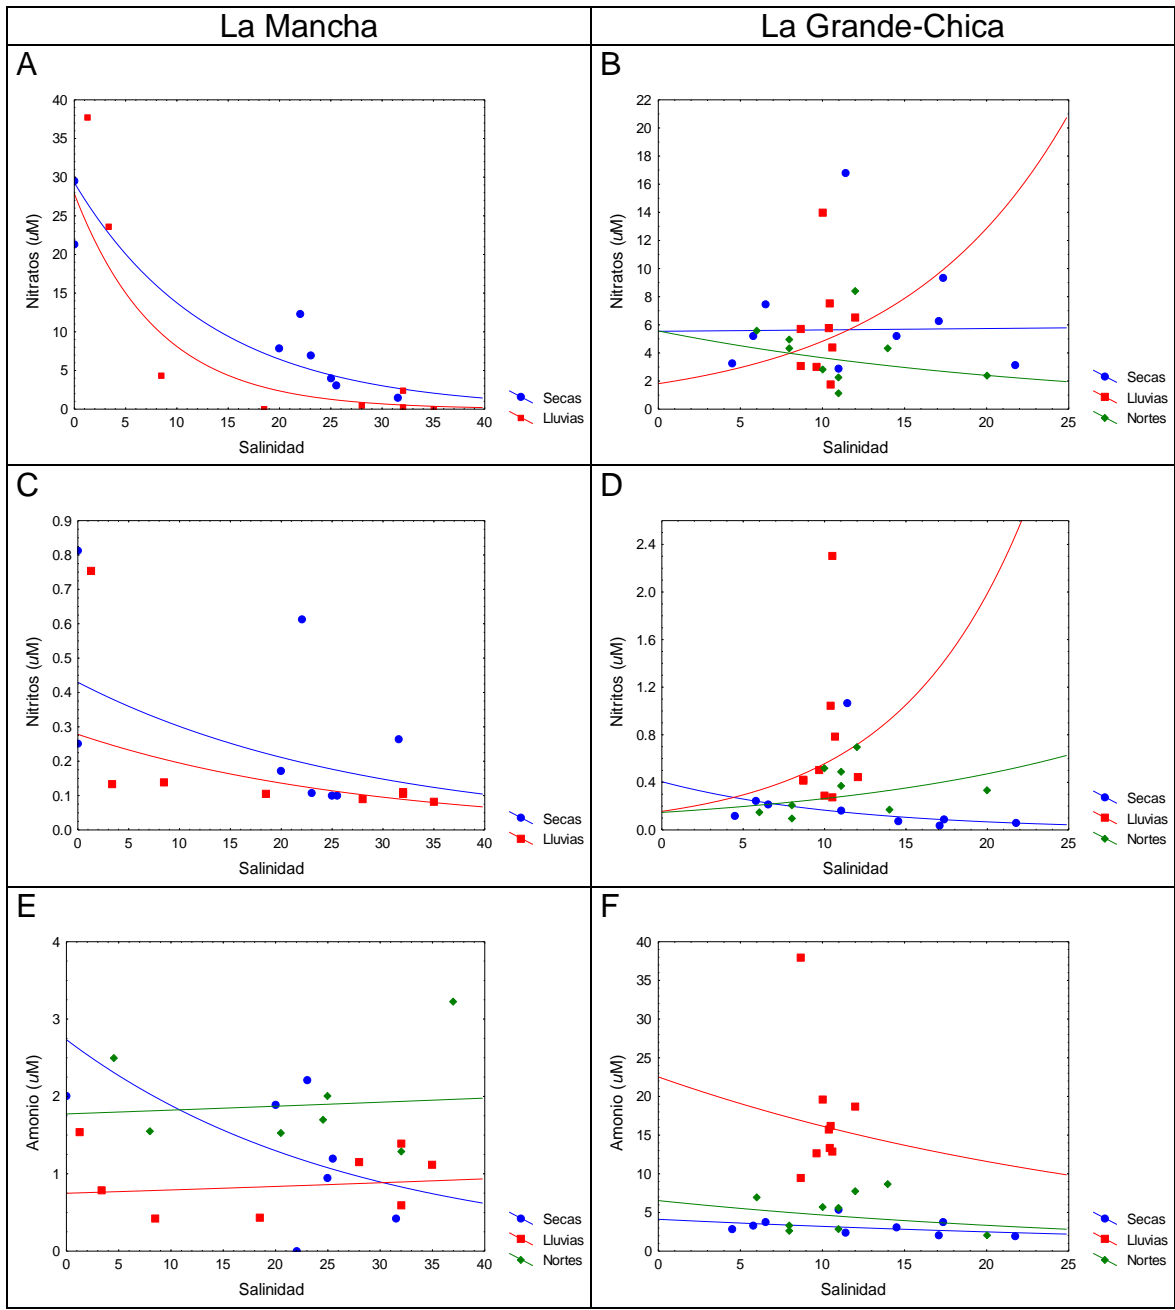 La Mancha
La Grande-Chica
A
40
35
30
25
20
15
10
5
0
Nitratos (uM)
0 5 10 15 20 25 30 35 40
Salinidad
Secas
Lluvias
B
22
20
18
16
14
12
10
8
6
4
2
0
Nitratos (uM)
0 5 10 15 20 25
Salinidad
Secas
Lluvias
Nortes
C
0.9
0.8
0.7
0.6
0.5
0.4
0.3
0.2
0.1
0.0
Nitritos (uM)
0 5 10 15 20 25 30 35 40
Salinidad
Secas
Lluvias
D
2.4
2.0
1.6
1.2
0.8
0.4
0.0
Nitritos (uM)
0 5 10 15 20 25
Salinidad
Secas
Lluvias
Nortes
E
4
3
2
1
0
Amonio (uM)
0 5 10 15 20 25 30 35 40
Salinidad
Secas
Lluvias
Nortes
F
40
35
30
25
20
15
10
5
0
Amonio (uM)
0 5 10 15 20 25
Salinidad
Secas
Lluvias
Nortes